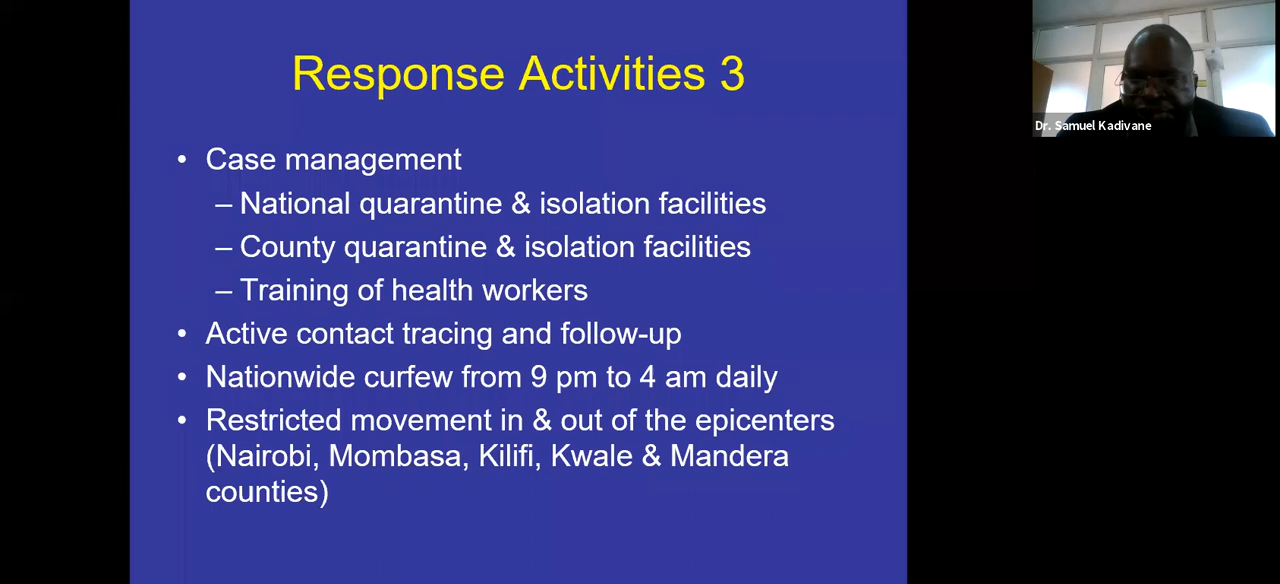 Response Activities 3
• Case management
– National quarantine & isolation facilities
– County quarantine & isolation facilities
– Training of health workers
• Active contact tracing and follow-up
• Nationwide curfew from 9 pm to 4 am daily
• Restricted movement in & out of the epicenters
(Nairobi, Mombasa, Kilifi, Kwale & Mandera
counties)
Dr. Samuel Kadivane